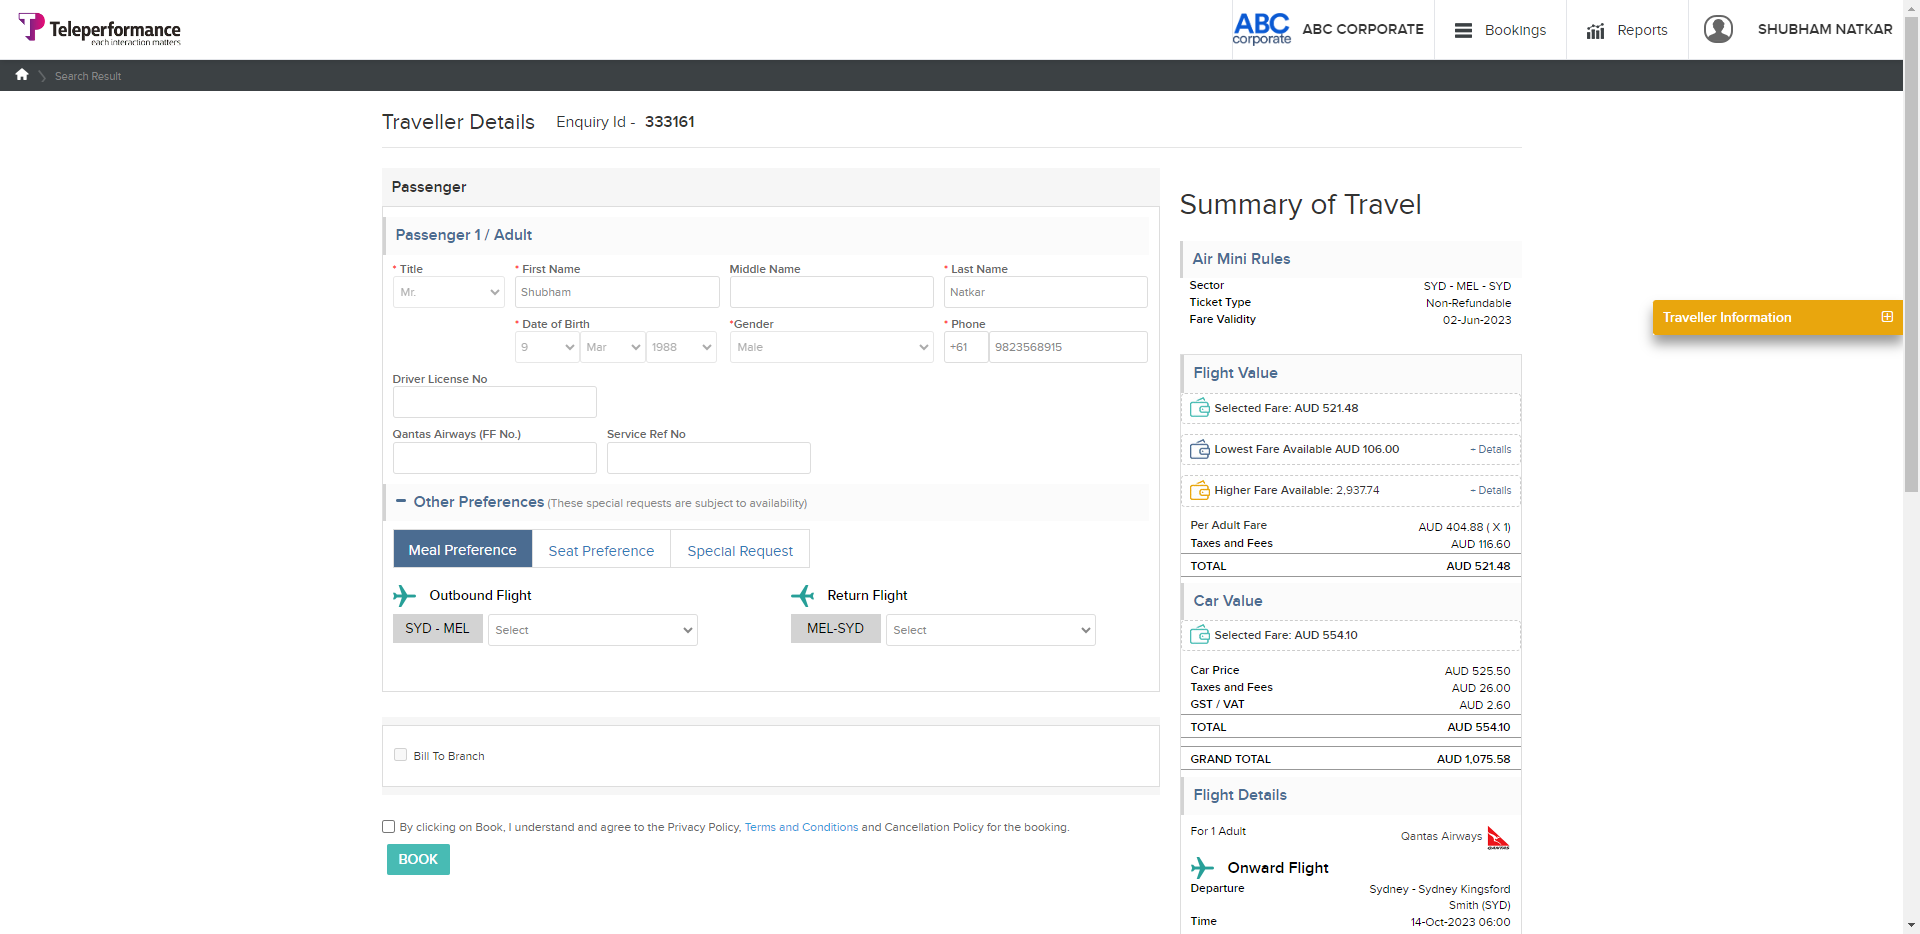 Teleperformance
each interaction matters
ABC
corporate
ABC CORPORATE
Bookings
Reports
SHUBHAM NATKAR
Search Result
Traveller Details
Enquiry Id - 333161
Passenger
Passenger 1 / Adult
* Title
* First Name
Middle Name
* Last Name
Mr.
Shubham
Natkar
* Date of Birth
*Gender
* Phone
9
Mar
1988
Male
+61
9823568915
Driver License No
Qantas Airways (FF No.)
Service Ref No
Other Preferences (These special requests are subject to availability)
Meal Preference
Seat Preference
Special Request
Outbound Flight
Return Flight
SYD - MEL
Select
MEL-SYD
Select
Bill To Branch
By clicking on Book, I understand and agree to the Privacy Policy, Terms and Conditions and Cancellation Policy for the booking.
BOOK
Summary of Travel
Air Mini Rules
Sector SYD - MEL - SYD
Ticket Type Non-Refundable
Fare Validity 02-Jun-2023
Flight Value
Selected Fare: AUD 521.48
Lowest Fare Available AUD 106.00 + Details
Higher Fare Available: 2,937.74 + Details
Per Adult Fare AUD 404.88 ( X 1)
Taxes and Fees AUD 116.60
TOTAL AUD 521.48
Car Value
Selected Fare: AUD 554.10
Car Price AUD 525.50
Taxes and Fees AUD 26.00
GST / VAT AUD 2.60
TOTAL AUD 554.10
GRAND TOTAL AUD 1,075.58
Flight Details
For 1 Adult Qantas Airways
QANTAS
Onward Flight
Departure Sydney - Sydney Kingsford
Smith (SYD)
Time 14-Oct-2023 06:00
Traveller Information